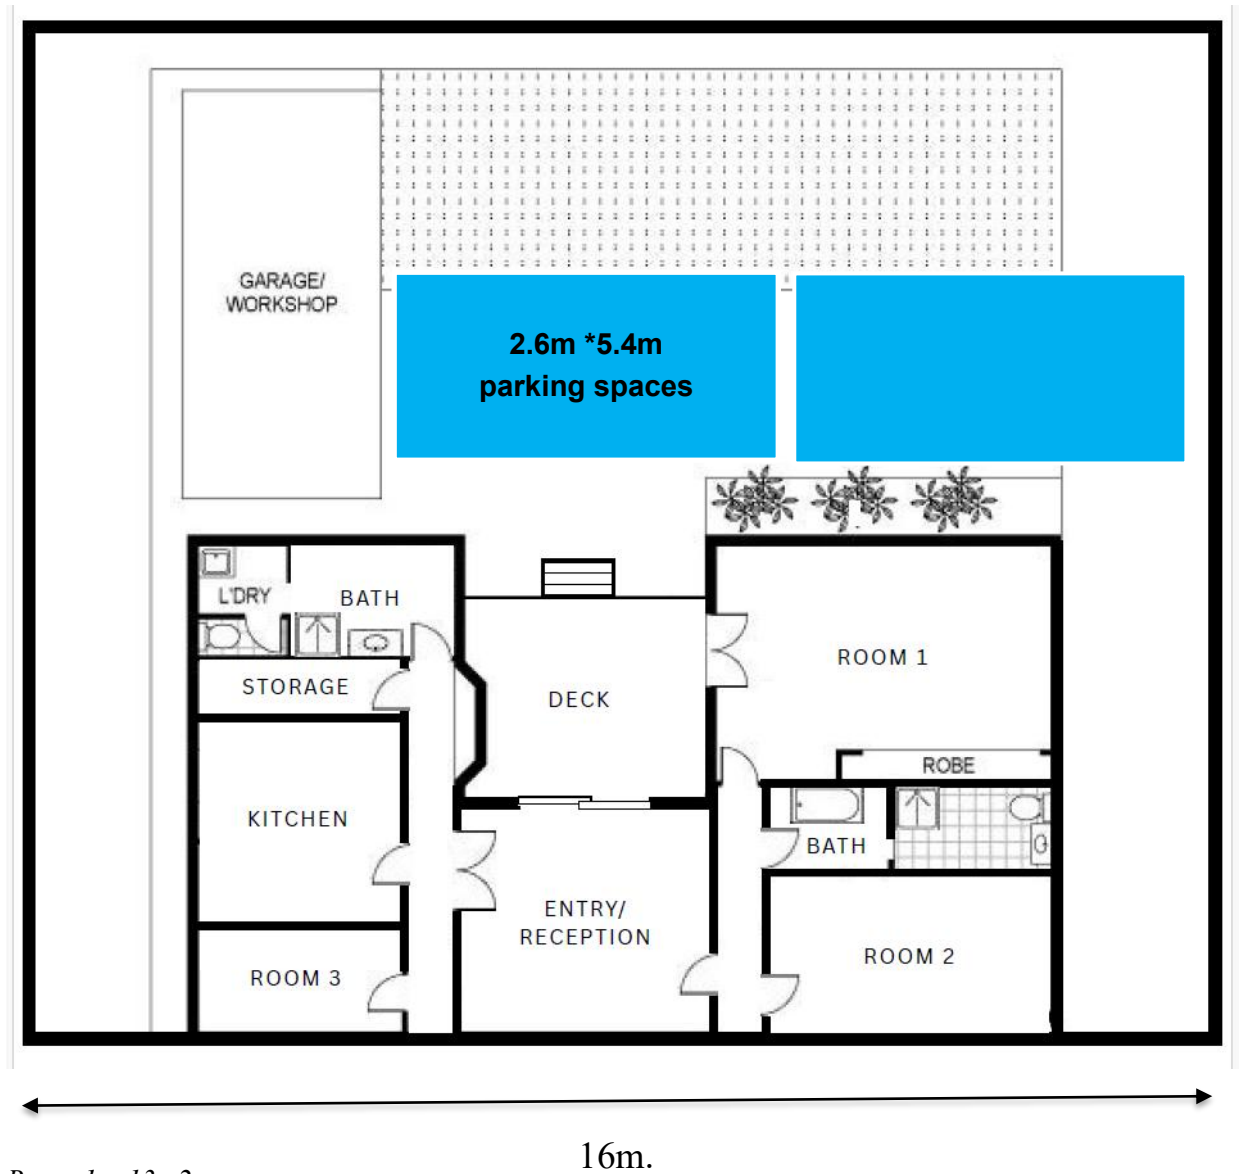 GARAGE/
WORKSHOP
2.6m *5.4m
parking spaces
L'DRY
BATH
STORAGE
DECK
ROOM 1
ROBE
KITCHEN
BATH
ENTRY/
RECEPTION
ROOM 2
ROOM 3
16m.